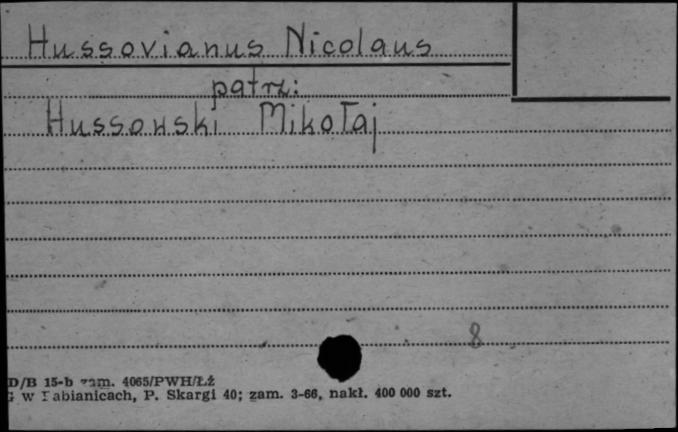 Hussovianus Nicolaus
patrz:
Hussowski Mikołaj
8
D/B 15-b zam. 4065/PWH/Łż
w Pabianicach, P. Skargi 40; zam. 3-66, nakł. 400 000 szt.